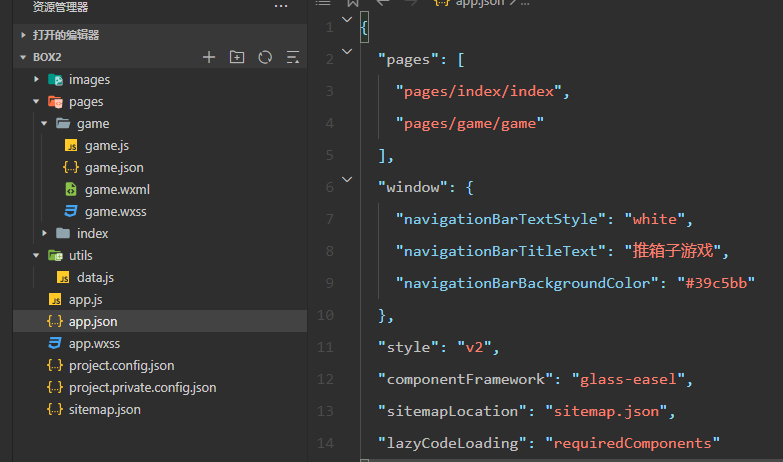 资源管理器
打开的编辑器
BOX2
images
pages
game
game.js
game.json
game.wxml
game.wxss
index
utils
data.js
app.js
app.json
app.wxss
project.config.json
project.private.config.json
sitemap.json
app.json > ...
1 {
2 "pages": [
3 "pages/index/index",
4 "pages/game/game"
5 ],
6 "window": {
7 "navigationBarTextStyle": "white",
8 "navigationBarTitleText": "推箱子游戏",
9 "navigationBarBackgroundColor": "#39c5bb"
10 },
11 "style": "v2",
12 "componentFramework": "glass-easel",
13 "sitemapLocation": "sitemap.json",
14 "lazyCodeLoading": "requiredComponents"